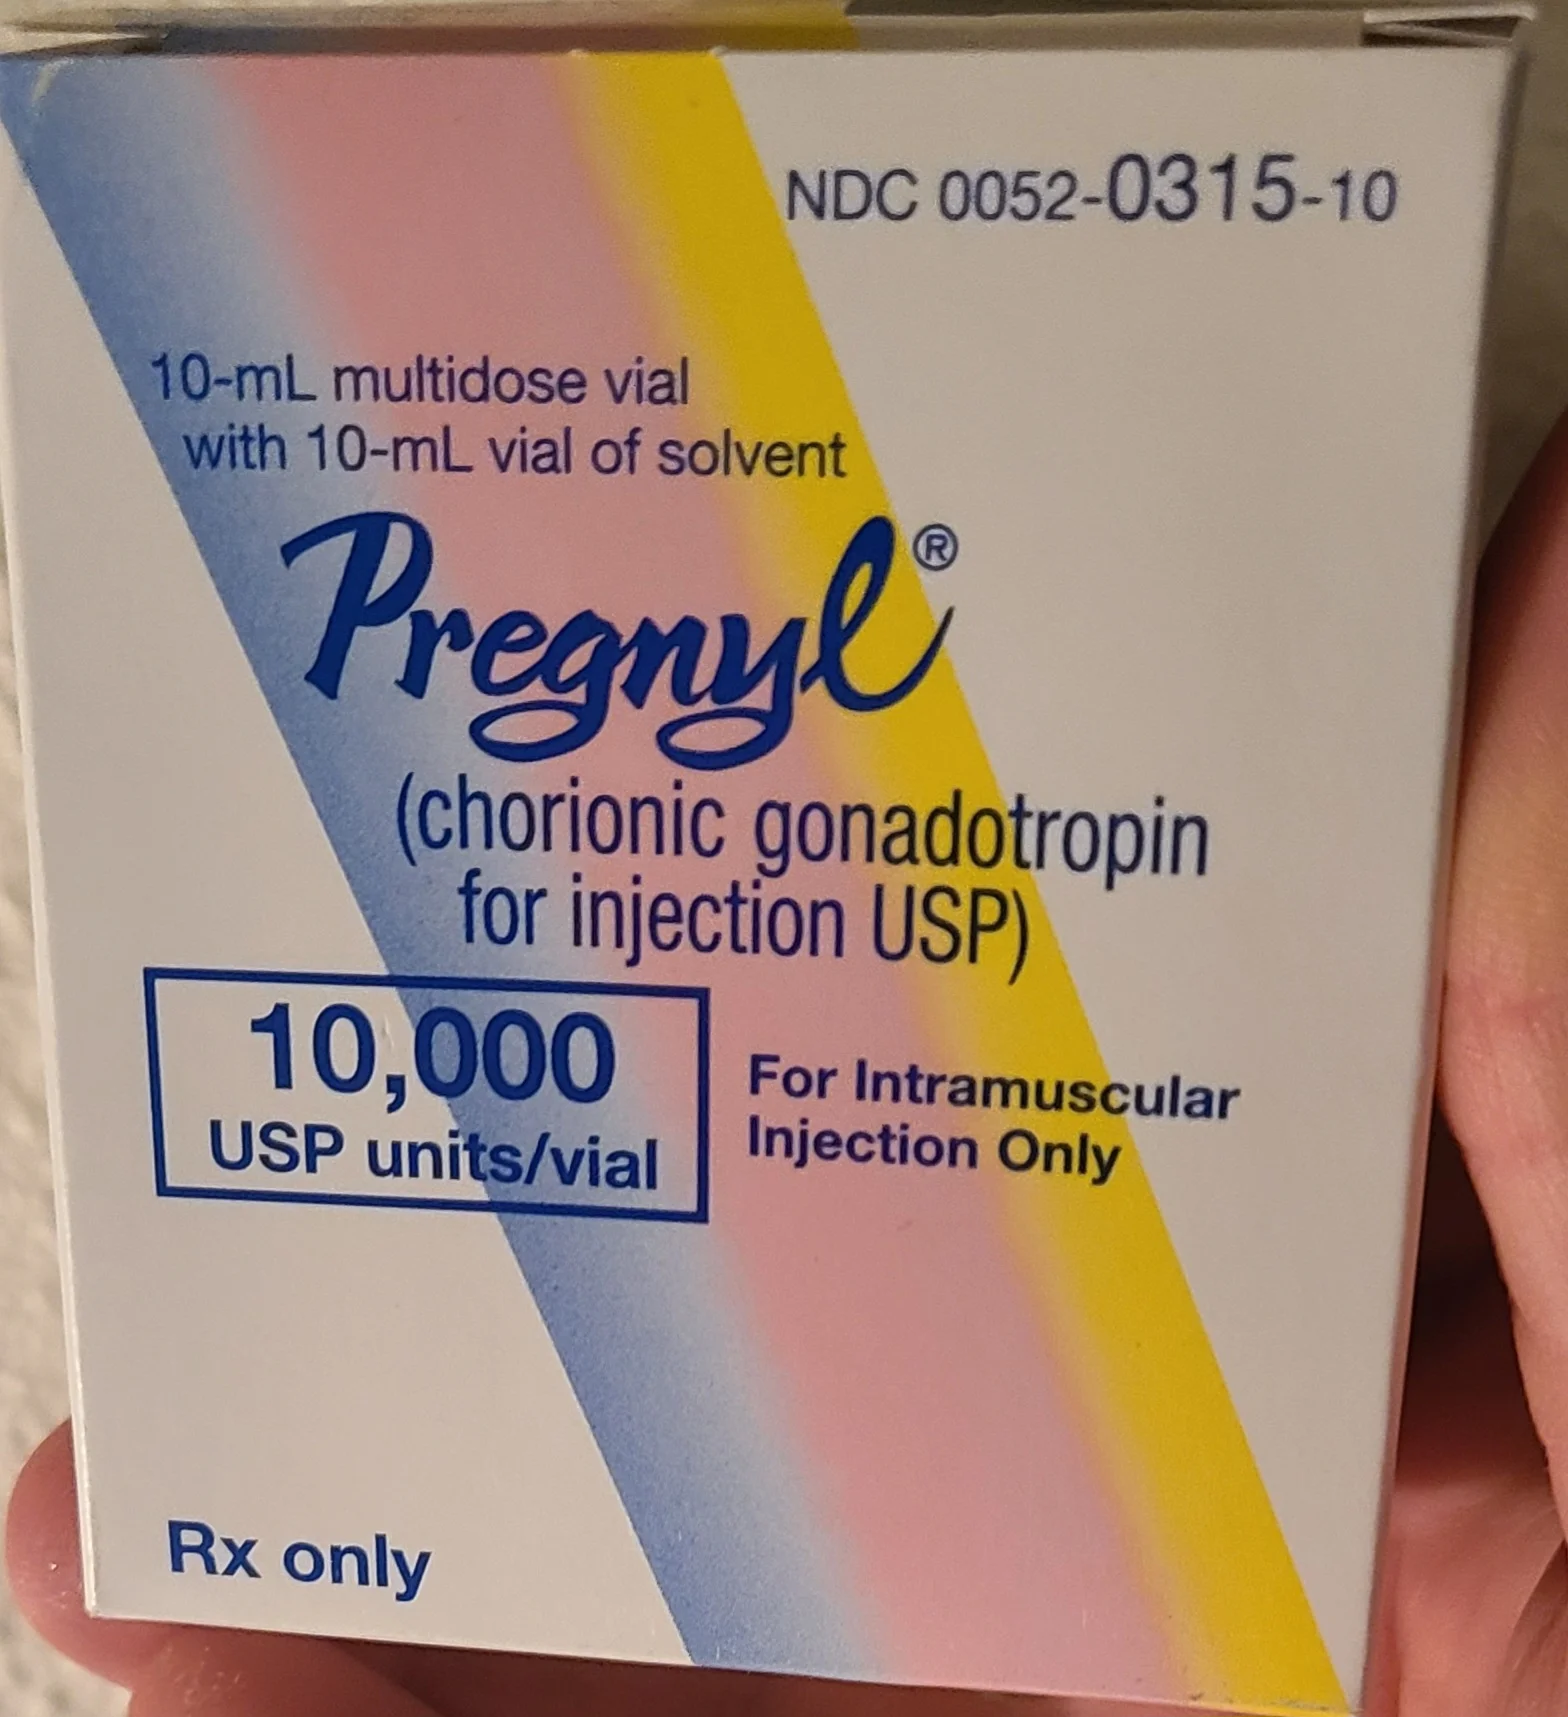 NDC 0052-0315-10
10-mL multidose vial
with 10-mL vial of solvent
Pregnyl®
(chorionic gonadotropin
for injection USP)
10,000
USP units/vial
For Intramuscular
Injection Only
Rx only